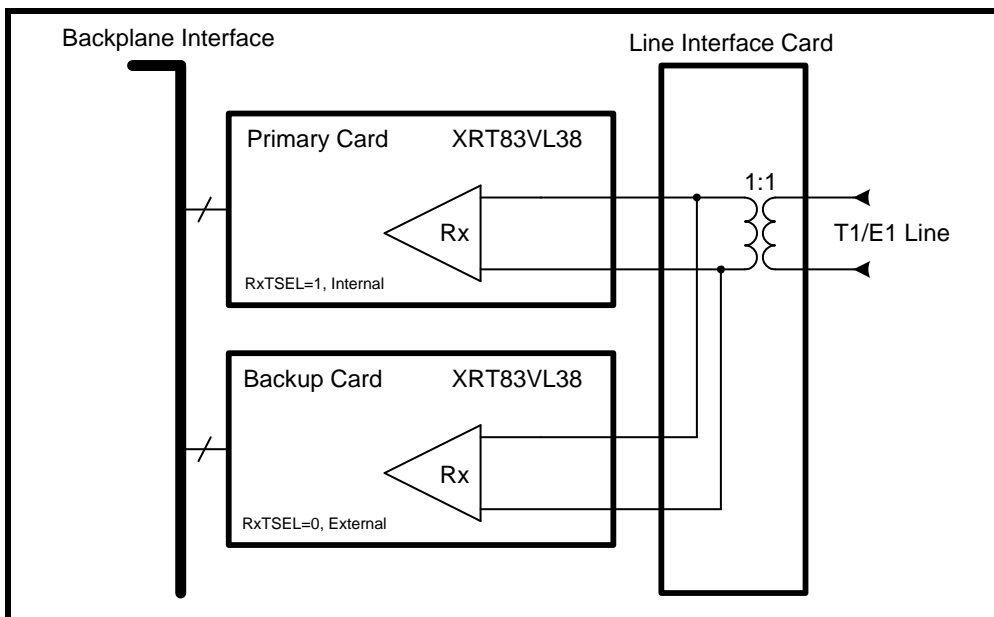 Backplane Interface
Line Interface Card
Primary Card XRT83VL38
1:1
Rx
T1/E1 Line
RxTSEL=1, Internal
Backup Card XRT83VL38
Rx
RxTSEL=0, External